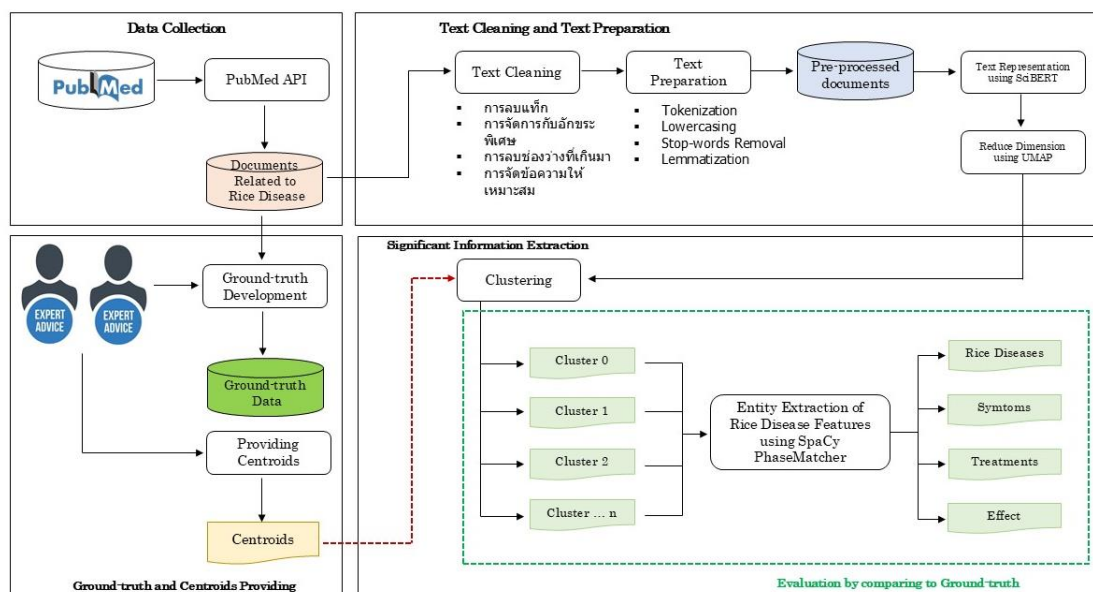 Data Collection
PubMed
PubMed API
Documents
Related to
Rice Disease
Text Cleaning and Text Preparation
Text Cleaning
▪ การลบแท็ก
▪ การจัดการกับอักขระ
พิเศษ
▪ การลบช่องว่างที่เกินมา
▪ การจัดข้อความให้
เหมาะสม
Text
Preparation
▪ Tokenization
▪ Lowercasing
▪ Stop-words Removal
▪ Lemmatization
Pre-processed
documents
Text Representation
using SciBERT
Reduce Dimension
using UMAP
EXPERT
ADVICE
EXPERT
ADVICE
Ground-truth
Development
Ground-truth
Data
Providing
Centroids
Centroids
Ground-truth and Centroids Providing
Significant Information Extraction
Clustering
Cluster 0
Cluster 1
Cluster 2
Cluster ... n
Entity Extraction of
Rice Disease Features
using SpaCy
PhaseMatcher
Rice Diseases
Symtoms
Treatments
Effect
Evaluation by comparing to Ground-truth